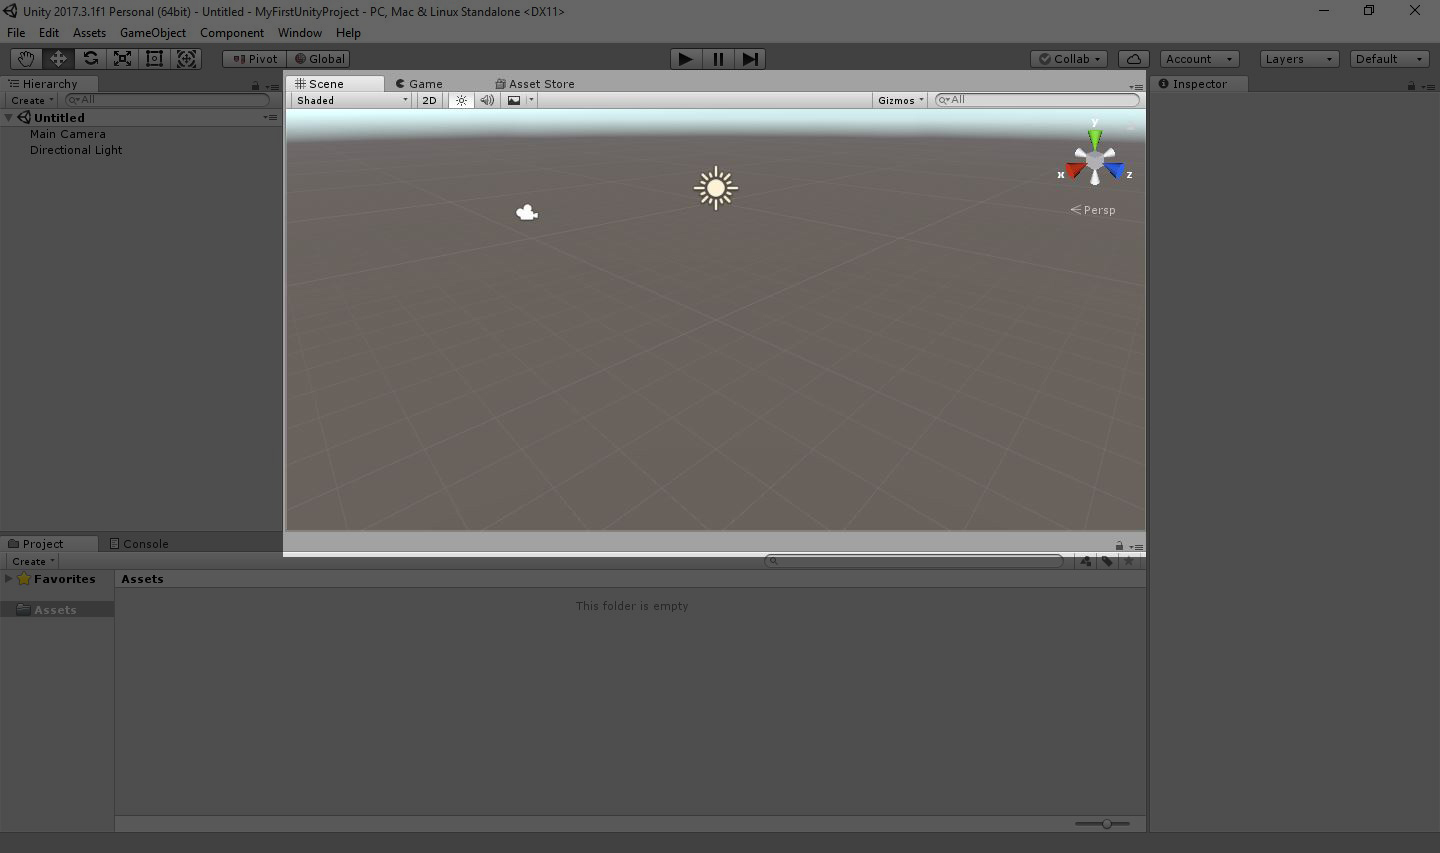 Unity 2017.3.1f1 Personal (64bit) - Untitled - MyFirstUnityProject - PC, Mac & Linux Standalone <DX11>
File Edit Assets GameObject Component Window Help
Pivot Global Collab Account Layers Default
Hierarchy Scene Game Asset Store Inspector
Create All Shaded 2D Gizmos All
Untitled
Main Camera
Directional Light
y
x z
Persp
Project Console
Create
Favorites Assets
Assets This folder is empty